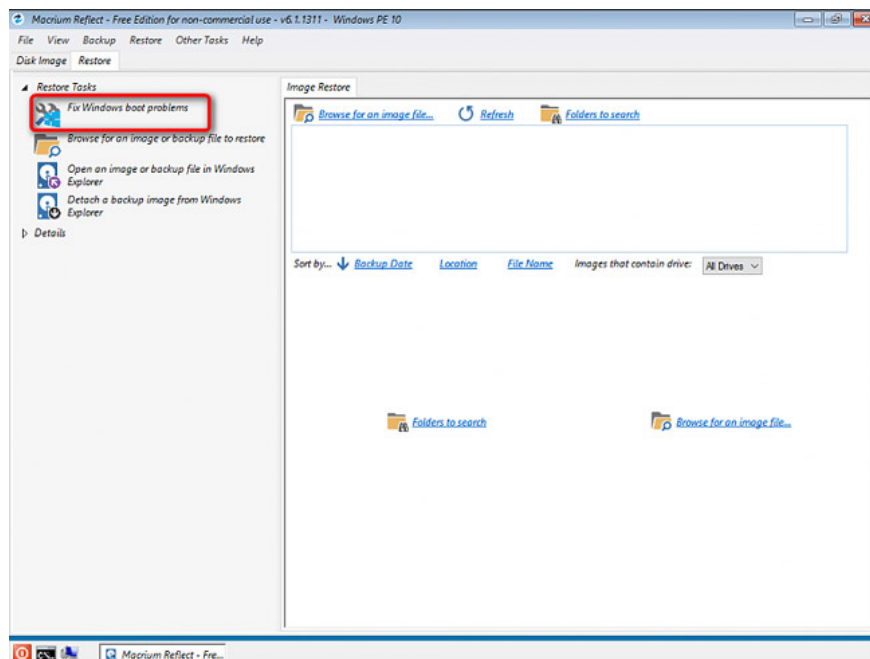 Macrium Reflect - Free Edition for non-commercial use - v6.1.1311 - Windows PE 10
File View Backup Restore Other Tasks Help
Disk Image Restore
Restore Tasks
Fix Windows boot problems
Browse for an image or backup file to restore
Open an image or backup file in Windows
Explorer
Detach a backup image from Windows
Explorer
Details
Image Restore
Browse for an image file... Refresh Folders to search
Sort by... Backup Date Location File Name Images that contain drive: All Drives
Folders to search Browse for an image file...
Macrium Reflect - Fre...